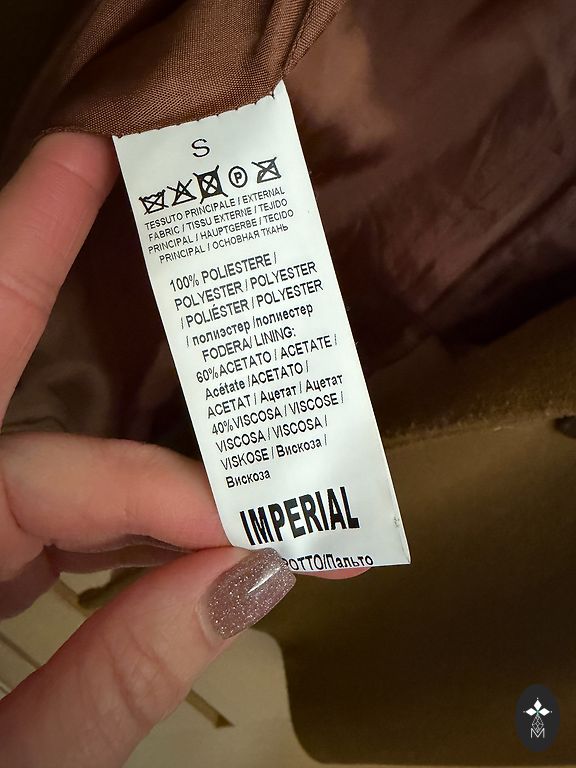 S
P
TESSUTO PRINCIPALE / EXTERNAL
FABRIC / TISSU EXTERNE / TEJIDO
PRINCIPAL / HAUPTGERBE / TECIDO
PRINCIPAL / ОСНОВНАЯ ТКАНЬ
100% POLIESTERE /
POLYESTER / POLYESTER
/ POLIÉSTER / POLYESTER
/ полиэстер /полиестер
FODERA/ LINING:
60%ACETATO / ACETATE /
Acétate /ACETATO /
ACETAT / Ацетат / Ацетат
40%VISCOSA / VISCOSE /
VISCOSA / VISCOSA /
VISKOSE / Вискоза /
Вискоза
IMPERIAL
POTTO/Пальто
M